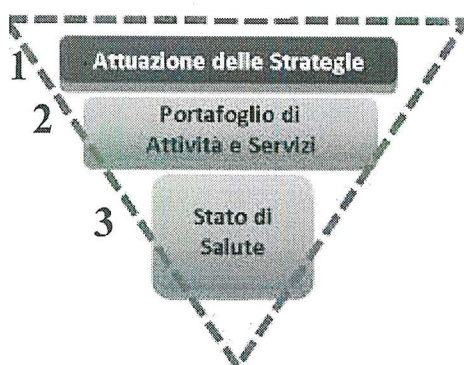 1
Attuazione delle Strategie
2
Portafoglio di
Attività e Servizi
3
Stato di
Salute